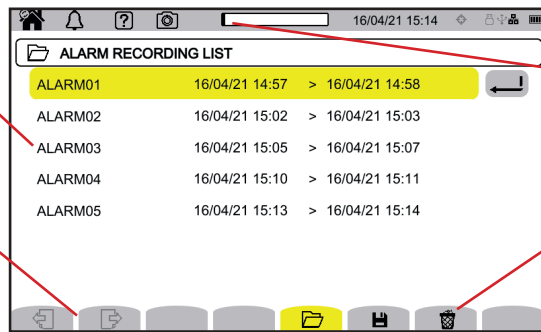 ?
16/04/21 15:14
ALARM RECORDING LIST
ALARM01 16/04/21 14:57 > 16/04/21 14:58
ALARM02 16/04/21 15:02 > 16/04/21 15:03
ALARM03 16/04/21 15:05 > 16/04/21 15:07
ALARM04 16/04/21 15:10 > 16/04/21 15:11
ALARM05 16/04/21 15:13 > 16/04/21 15:14